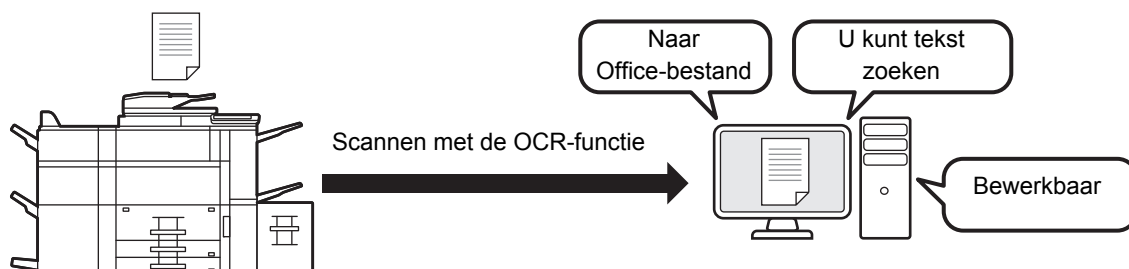 Naar
Office-bestand
U kunt tekst
zoeken
Scannen met de OCR-functie
Bewerkbaar